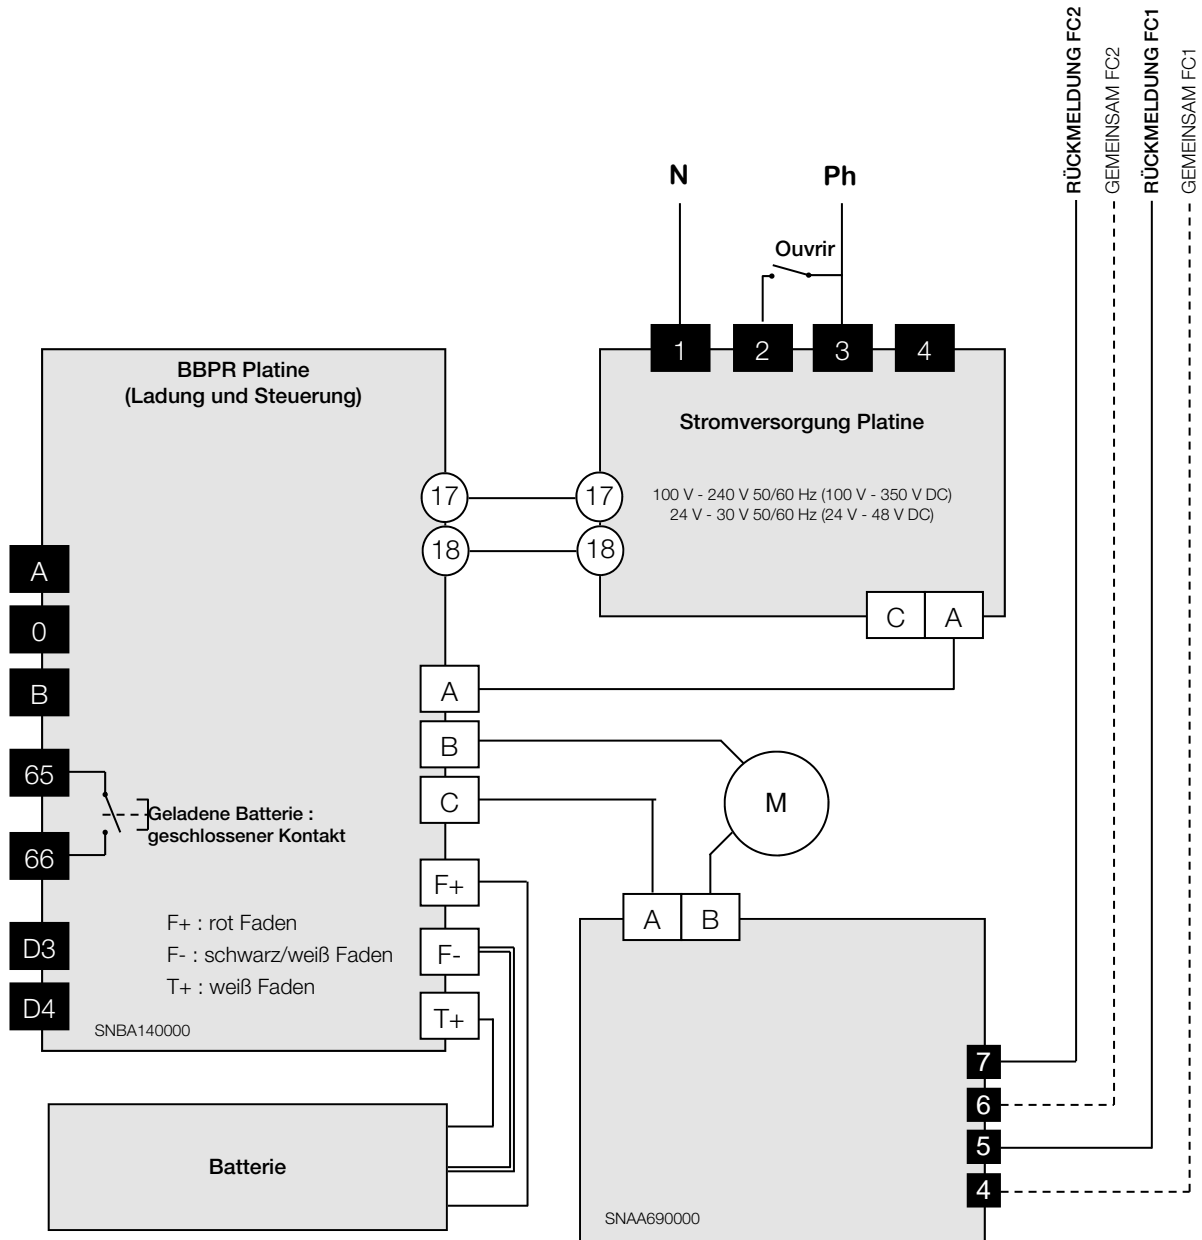 RÜCKMELDUNG FC2
GEMEINSAM FC2
RÜCKMELDUNG FC1
GEMEINSAM FC1
N
Ph
Ouvrir
1
2
3
4
BBPR Platine
(Ladung und Steuerung)
Stromversorgung Platine
100 V - 240 V 50/60 Hz (100 V - 350 V DC)
24 V - 30 V 50/60 Hz (24 V - 48 V DC)
17
17
18
18
A
0
B
C
A
A
B
C
M
65
66
Geladene Batterie :
geschlossener Kontakt
F+
F-
T+
A
B
F+ : rot Faden
F- : schwarz/weiß Faden
T+ : weiß Faden
D3
D4
SNBA140000
7
6
5
4
Batterie
SNAA690000